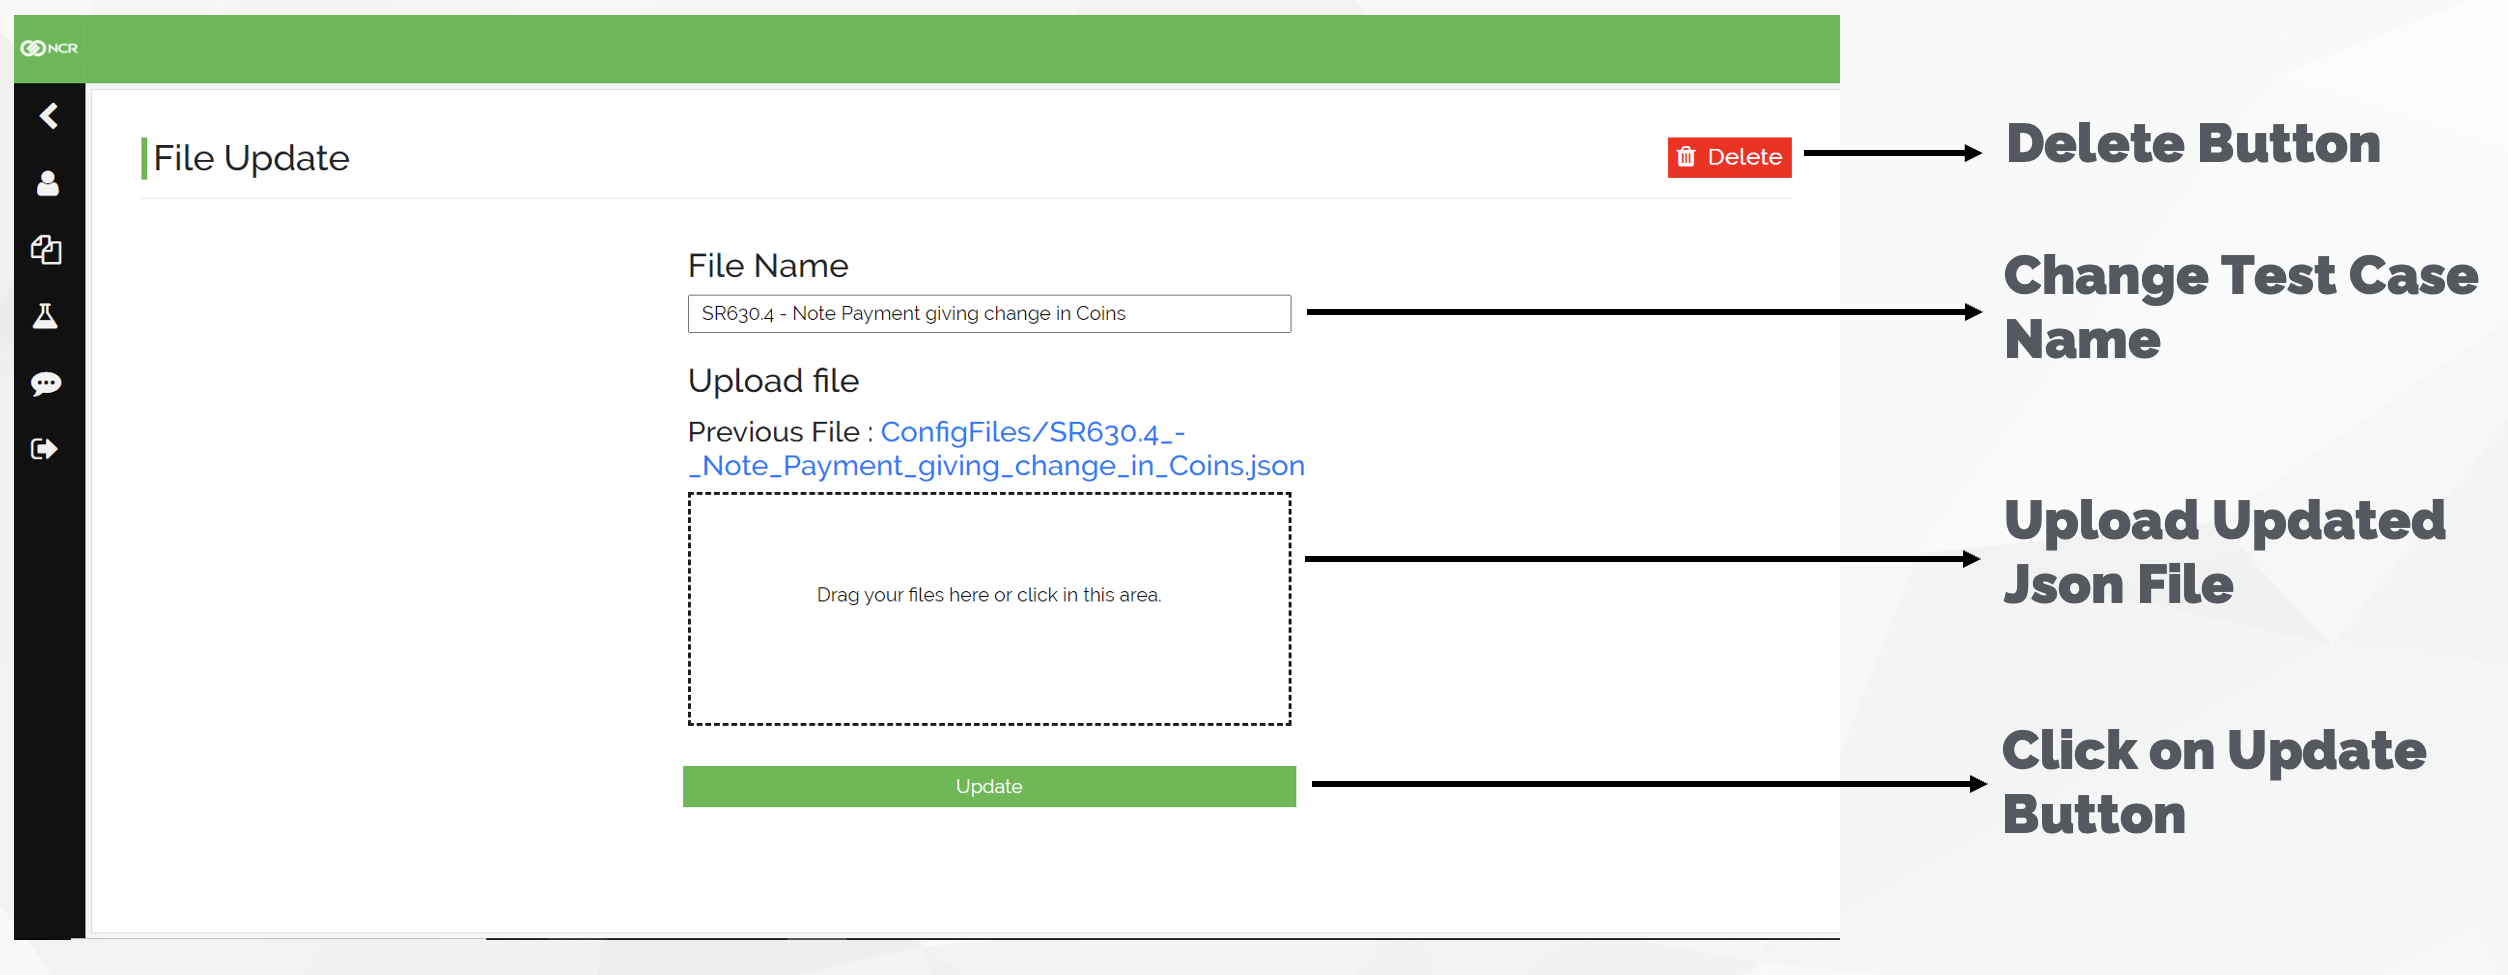 NCR
File Update
Delete
Delete Button
File Name
SR630.4 - Note Payment giving change in Coins
Change Test Case
Name
Upload file
Previous File : ConfigFiles/SR630.4_-
_Note_Payment_giving_change_in_Coins.json
Drag your files here or click in this area.
Upload Updated
Json File
Update
Click on Update
Button